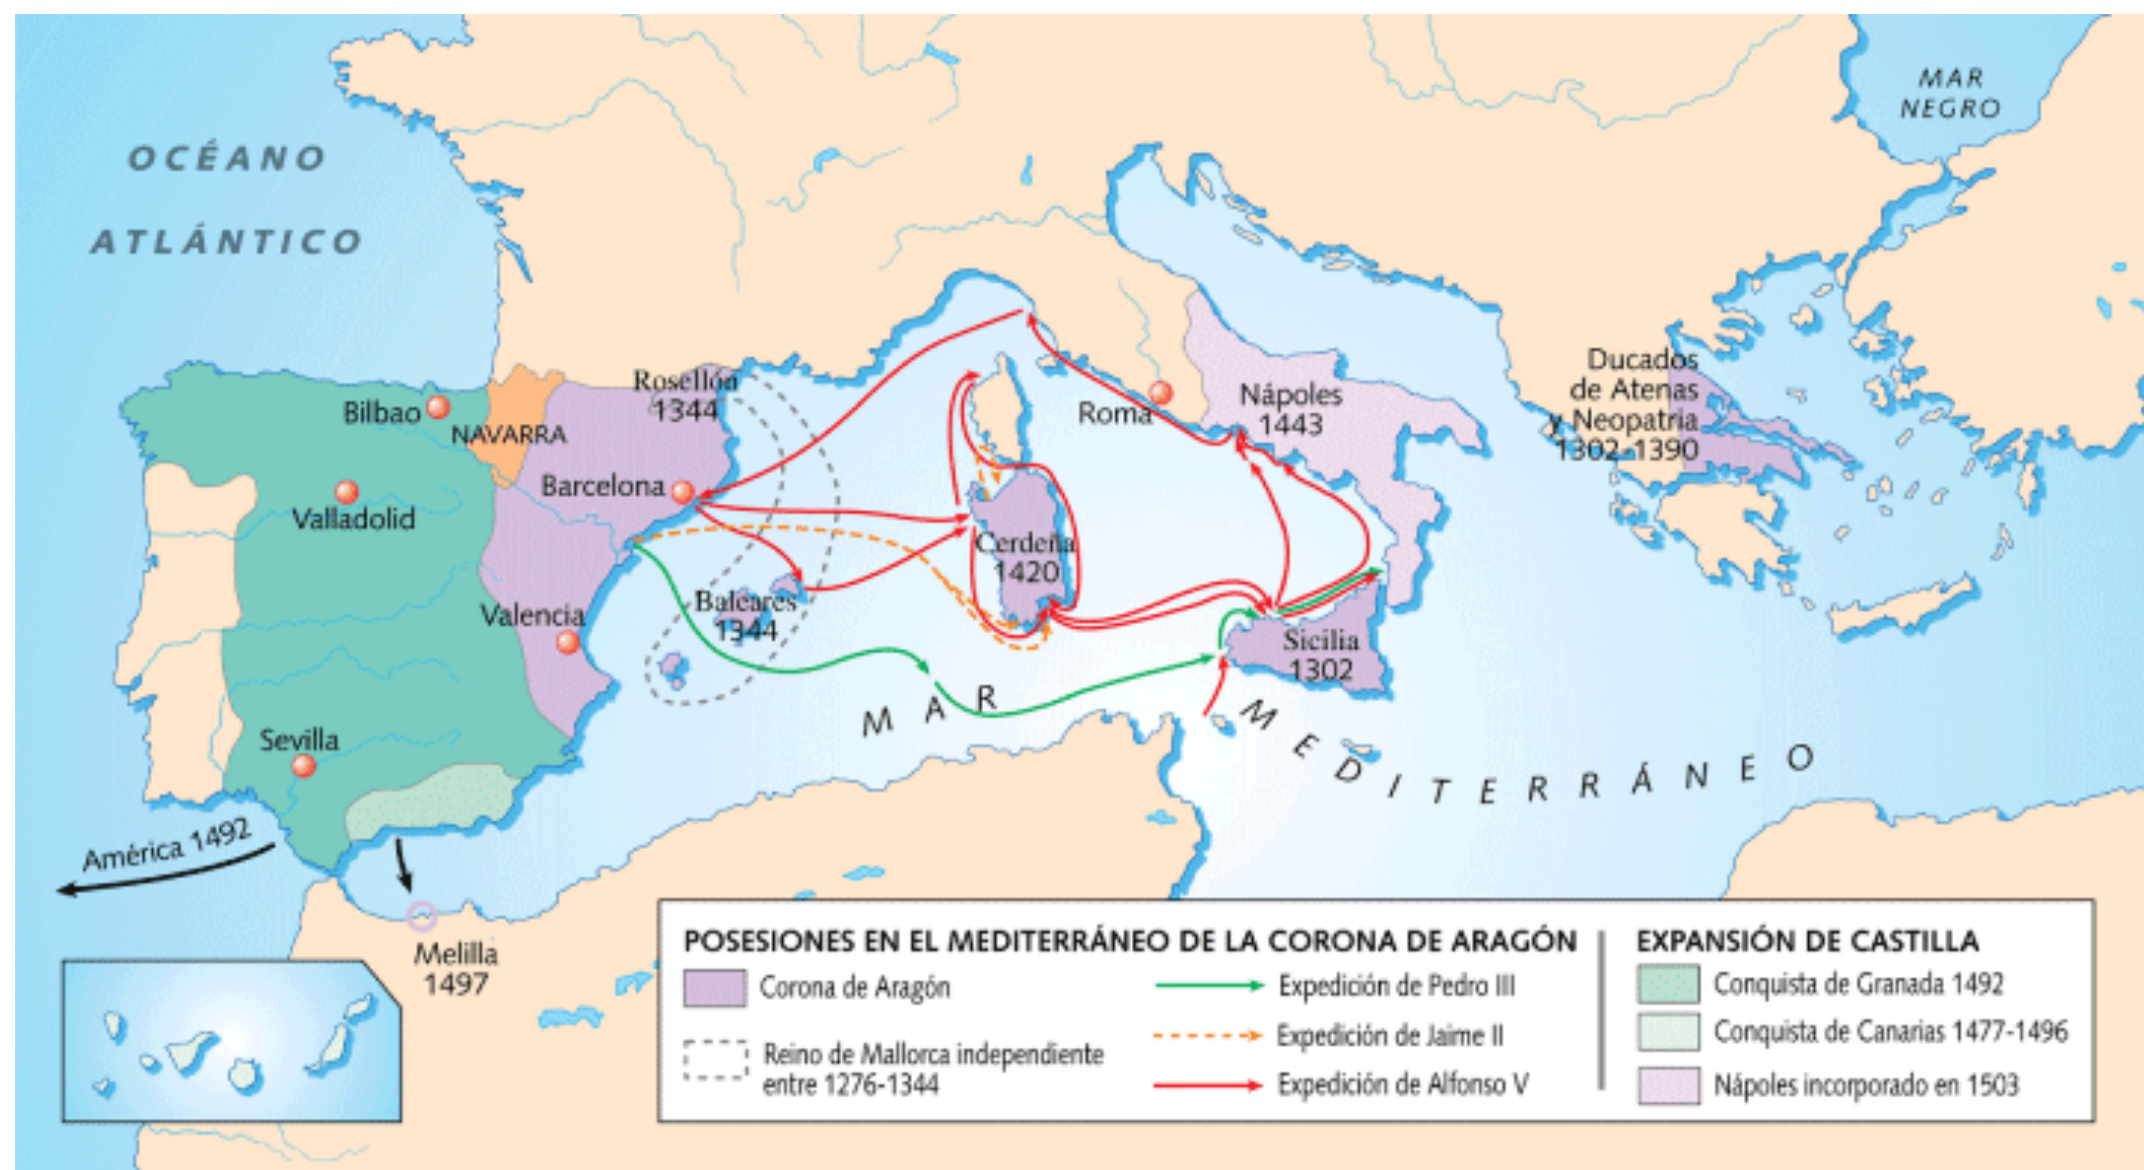 OCÉANO
ATLÁNTICO
MAR
NEGRO
Rosellón
1344
Bilbao
NAVARRA
Barcelona
Valladolid
Valencia
Sevilla
Baleares
1344
Cerdeña
1420
Roma
Nápoles
1443
Ducados
de Atenas
y Neopatria
1302-1390
Sicilia
1302
MAR MEDITERRÁNEO
América 1492
Melilla
1497
POSESIONES EN EL MEDITERRÁNEO DE LA CORONA DE ARAGÓN
Corona de Aragón
Reino de Mallorca independiente
entre 1276-1344
Expedición de Pedro III
Expedición de Jaime II
Expedición de Alfonso V
EXPANSIÓN DE CASTILLA
Conquista de Granada 1492
Conquista de Canarias 1477-1496
Nápoles incorporado en 1503